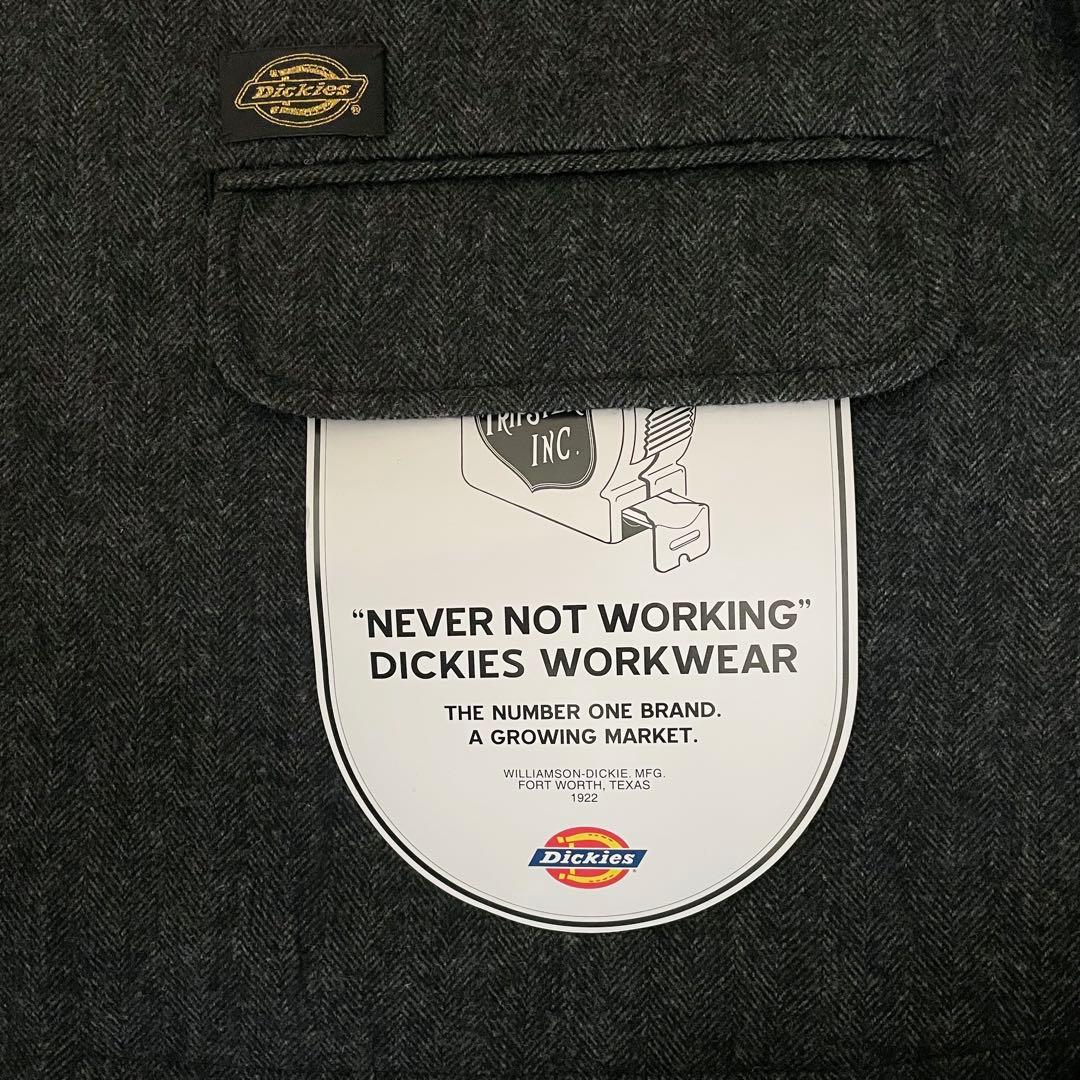 Dickies
®
INC.
“NEVER NOT WORKING”
DICKIES WORKWEAR
THE NUMBER ONE BRAND.
A GROWING MARKET.
WILLIAMSON-DICKIE. MFG.
FORT WORTH, TEXAS
1922
Dickies